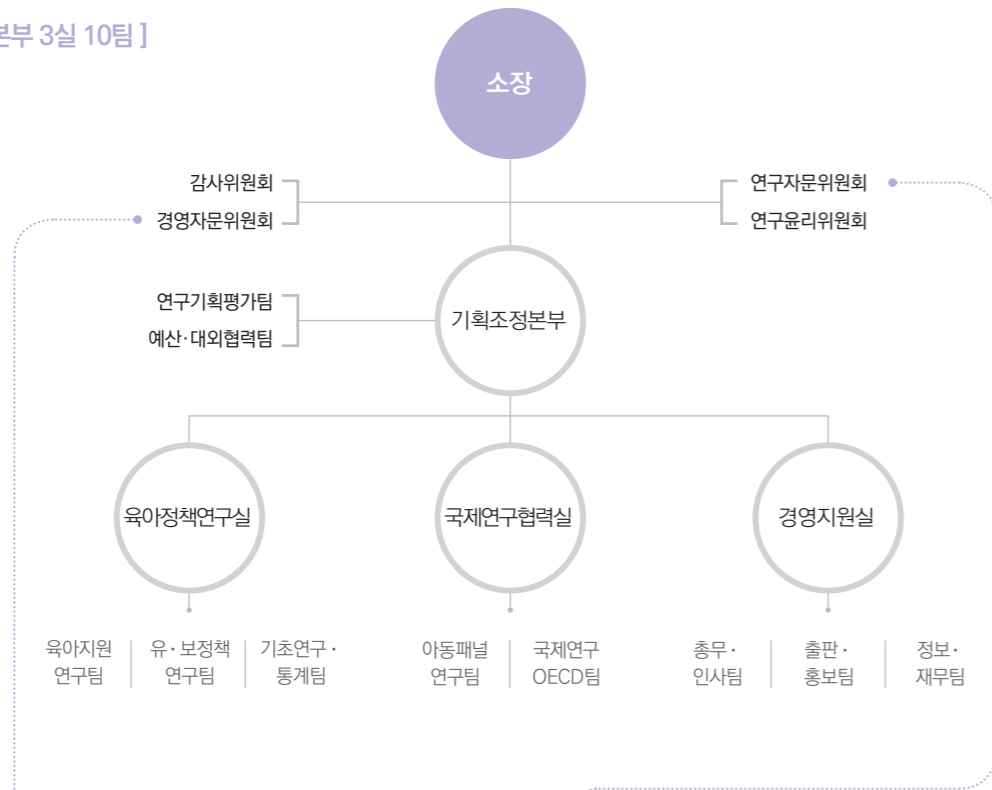 본부 3실 10팀 ]
소장
감사위원회
경영자문위원회
연구자문위원회
연구윤리위원회
연구기획평가팀
예산·대외협력팀
기획조정본부
육아정책연구실
국제연구협력실
경영지원실
육아지원
연구팀
유·보정책
연구팀
기초연구·
통계팀
아동패널
연구팀
국제연구
OECD팀
총무·
인사팀
출판·
홍보팀
정보·
재무팀